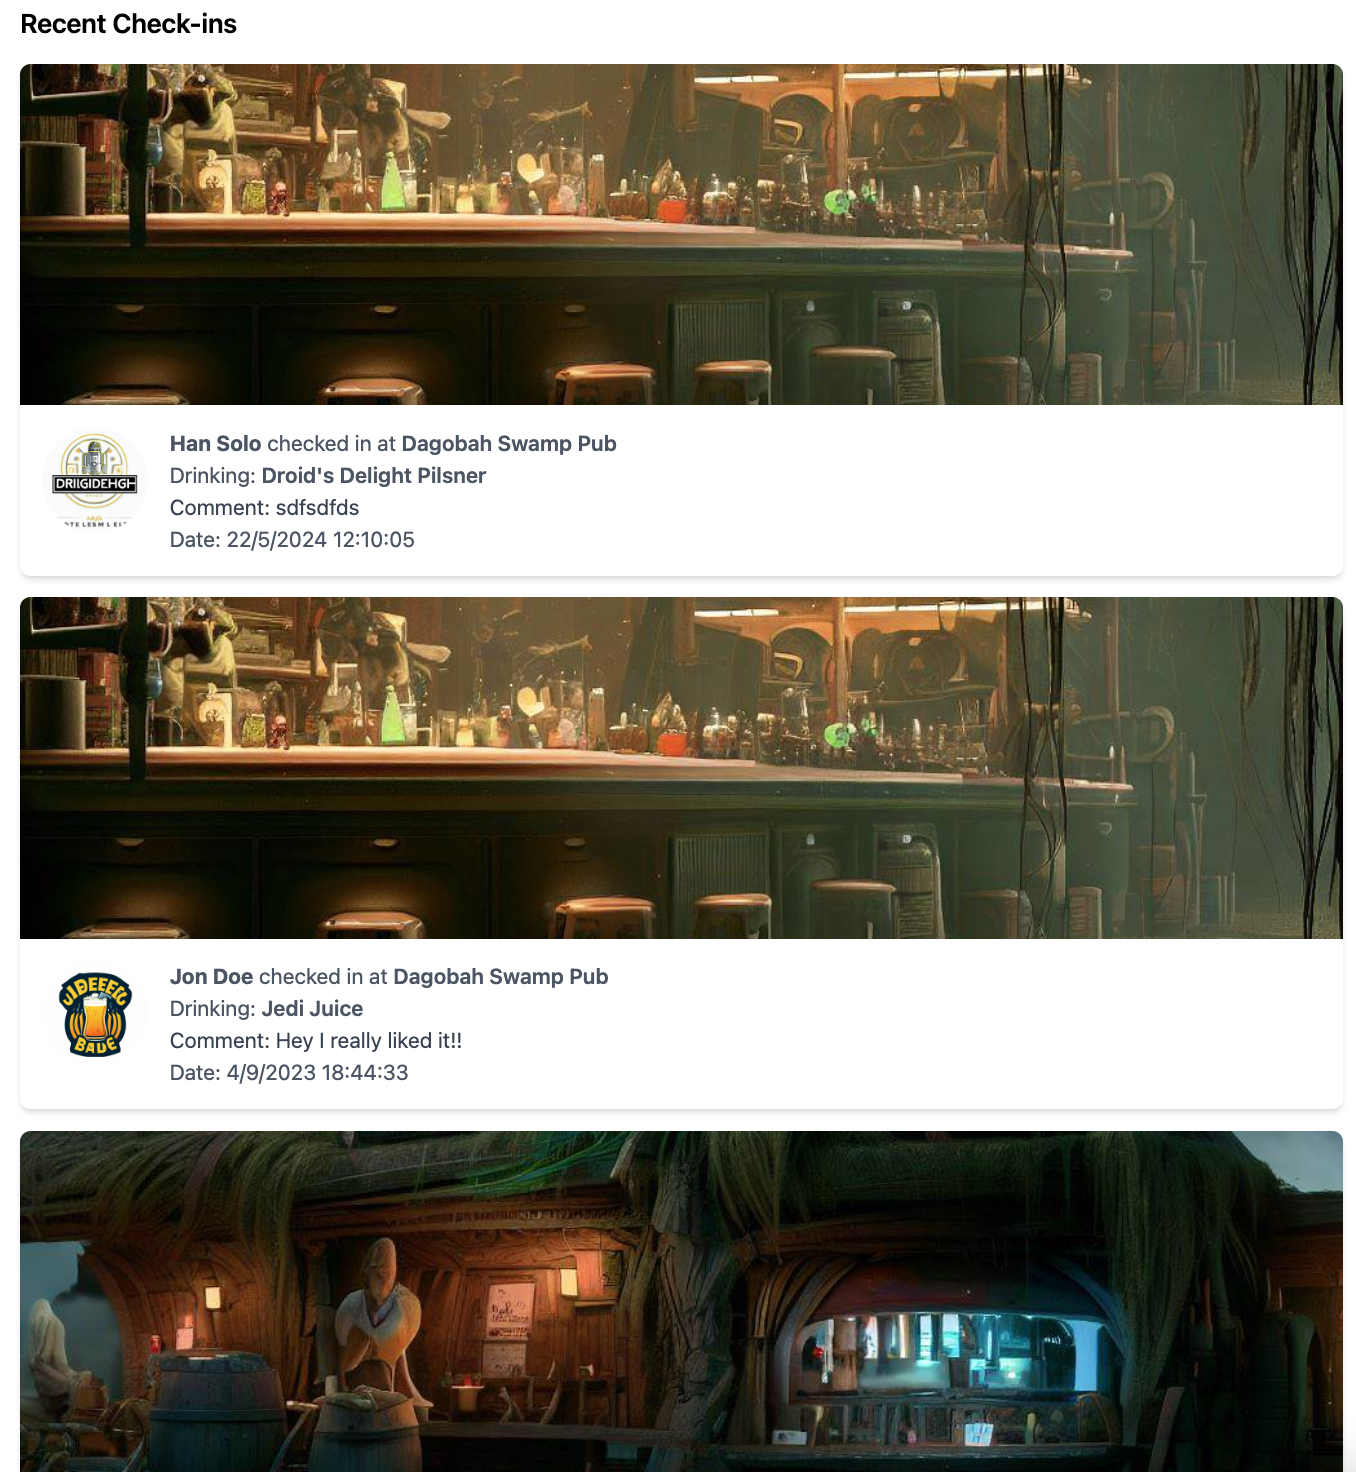 Recent Check-ins
DRIIGIDEHGH
Han Solo checked in at Dagobah Swamp Pub
Drinking: Droid's Delight Pilsner
Comment: sdfsdfds
Date: 22/5/2024 12:10:05
BADE
Jon Doe checked in at Dagobah Swamp Pub
Drinking: Jedi Juice
Comment: Hey I really liked it!!
Date: 4/9/2023 18:44:33